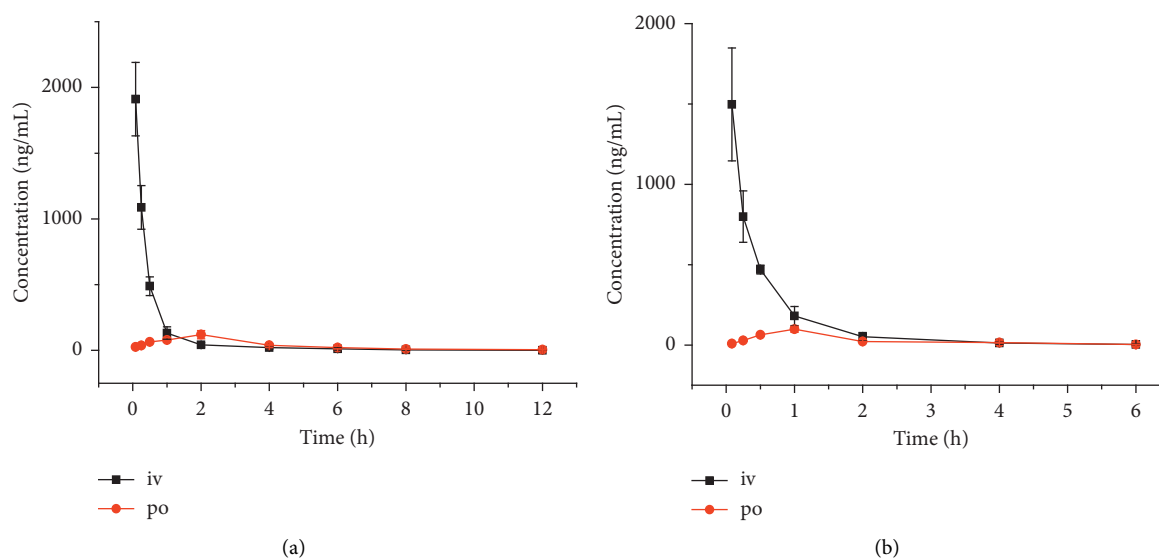 2000
1000
0
Concentration (ng/mL)
0 2 4 6 8 10 12
Time (h)
iv
po
(a)
2000
1000
0
Concentration (ng/mL)
0 1 2 3 4 5 6
Time (h)
iv
po
(b)